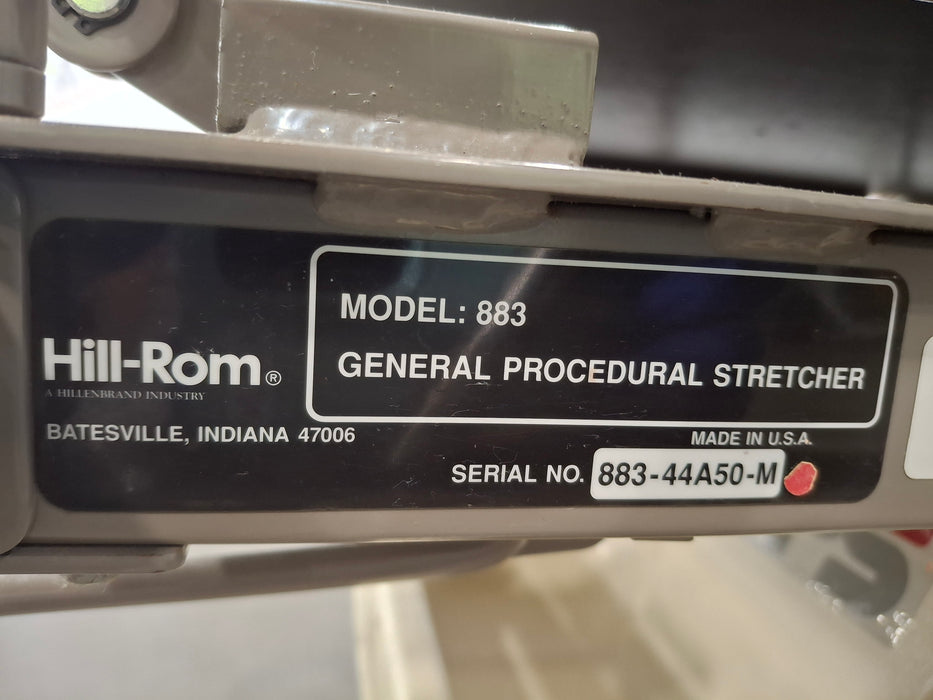 MODEL: 883
GENERAL PROCEDURAL STRETCHER
Hill-Rom®
A HILLENBRAND INDUSTRY
BATESVILLE, INDIANA 47006
MADE IN U.S.A.
SERIAL NO. 883-44A50-M